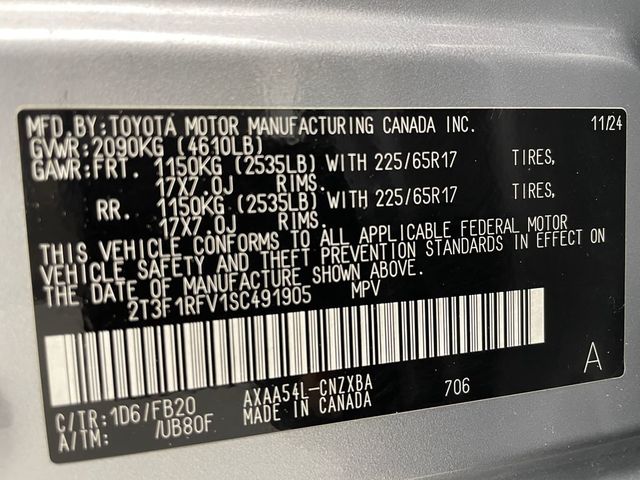 MFD.BY:TOYOTA MOTOR MANUFACTURING CANADA INC. 11/24
GVWR:2090KG (4610LB)
GAWR:FRT. 1150KG (2535LB) WITH 225/65R17 TIRES,
17X7.0J RIMS.
RR. 1150KG (2535LB) WITH 225/65R17 TIRES,
17X7.0J RIMS.
THIS VEHICLE CONFORMS TO ALL APPLICABLE FEDERAL MOTOR
VEHICLE SAFETY AND THEFT PREVENTION STANDARDS IN EFFECT ON
THE DATE OF MANUFACTURE SHOWN ABOVE.
2T3F1RFV1SC491905 MPV
A
C/TR:1D6/FB20 AXAA54L-CNZXBA 706
A/TM: /UB80F MADE IN CANADA